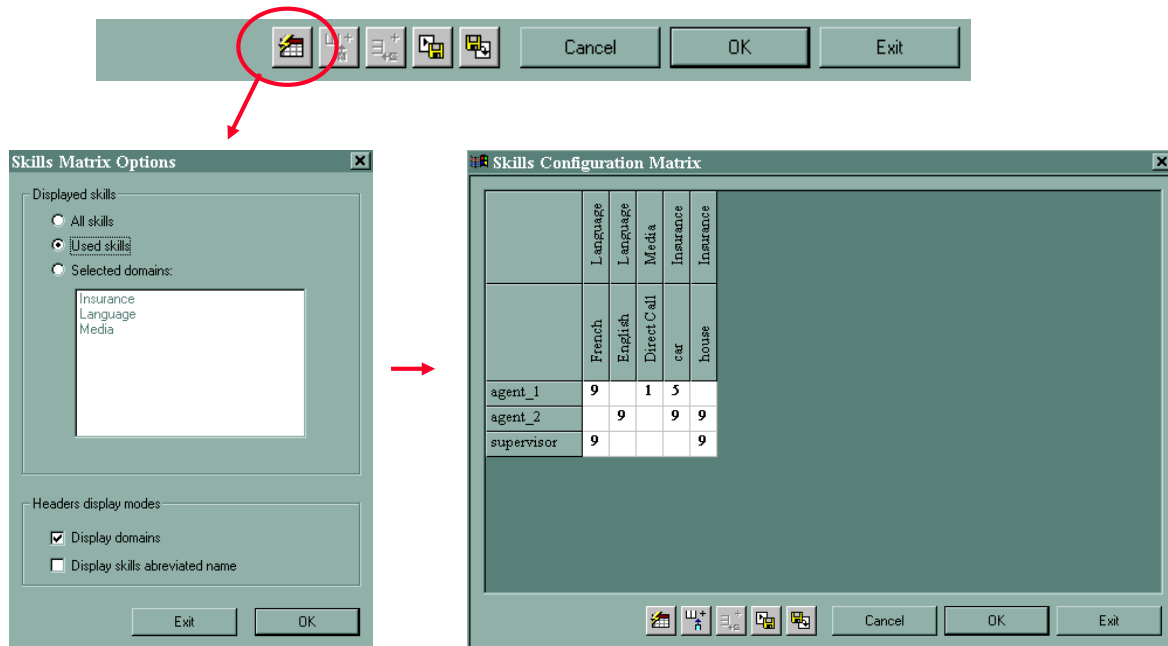 Cancel OK Exit
Skills Matrix Options
Displayed skills
All skills
Used skills
Selected domains:
Insurance
Language
Media
Headers display modes
Display domains
Display skills abreviated name
Exit OK
Skills Configuration Matrix
Language Language Media Insurance Insurance
French English Direct Call car house
agent_1 9 1 5
agent_2 9 9 9
supervisor 9 9
Cancel OK Exit